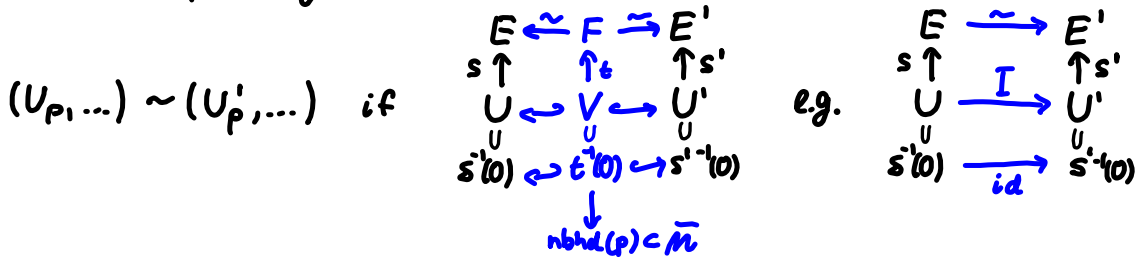 E ←~ F ~→ E' E ~→ E'
s ↑ ↑ t ↑ s' s ↑ ↑ s'
(U_p, ...) ~ (U'_p, ...) if U ↩ V ↪ U' e.g. U I→ U'
∪ ∪ ∪ ∪ ∪
s⁻¹(0) ↩ t⁻¹(0) ↪ s'⁻¹(0) s⁻¹(0) → s'⁻¹(0)
↓ id
nbhd(p) ⊂ M̄